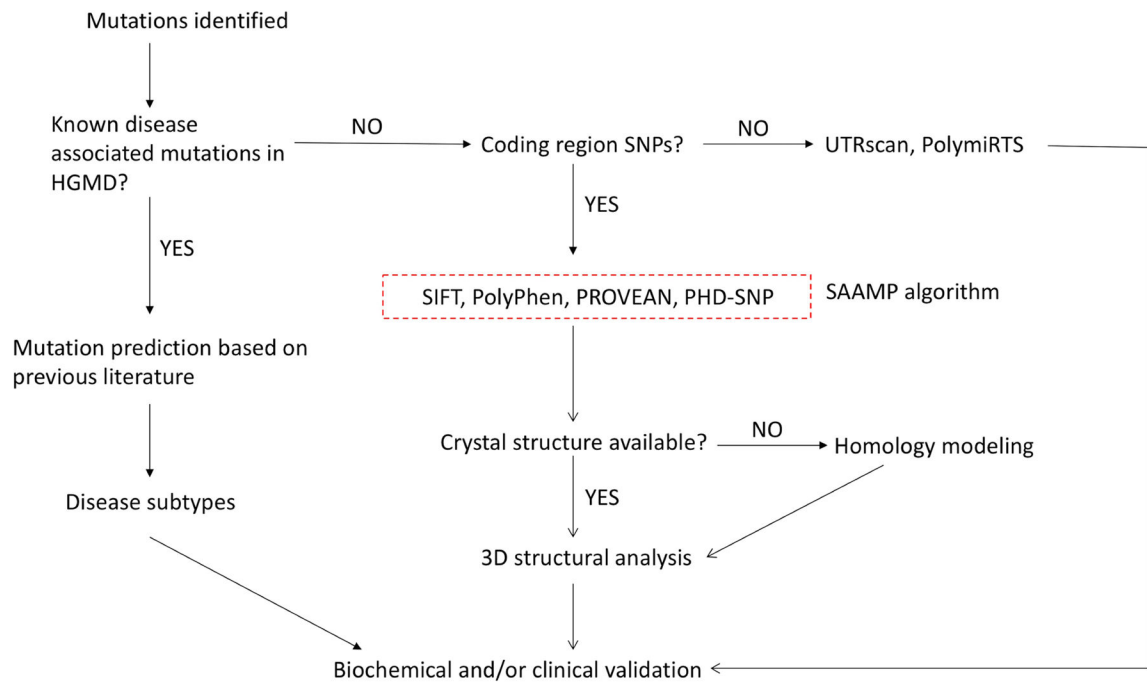 Mutations identified
Known disease
associated mutations in
HGMD?
NO
Coding region SNPs?
NO
UTRscan, PolymiRTS
YES
YES
SIFT, PolyPhen, PROVEAN, PHD-SNP
SAAMP algorithm
Mutation prediction based on
previous literature
Crystal structure available?
NO
Homology modeling
YES
Disease subtypes
3D structural analysis
Biochemical and/or clinical validation